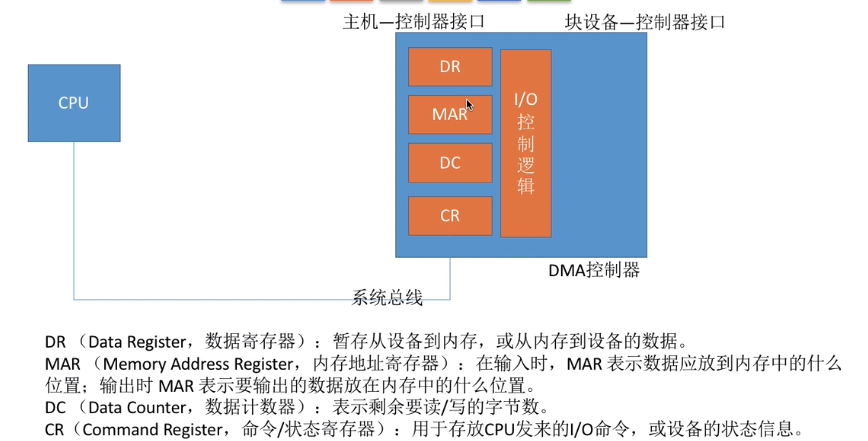 主机—控制器接口
块设备—控制器接口
CPU
DR
MAR
DC
CR
I/O
控
制
逻
辑
DMA控制器
系统总线
DR （Data Register，数据寄存器）：暂存从设备到内存，或从内存到设备的数据。
MAR （Memory Address Register，内存地址寄存器）：在输入时，MAR 表示数据应放到内存中的什么
位置；输出时 MAR 表示要输出的数据放在内存中的什么位置。
DC （Data Counter，数据计数器）：表示剩余要读/写的字节数。
CR（Command Register，命令/状态寄存器）：用于存放CPU发来的I/O命令，或设备的状态信息。